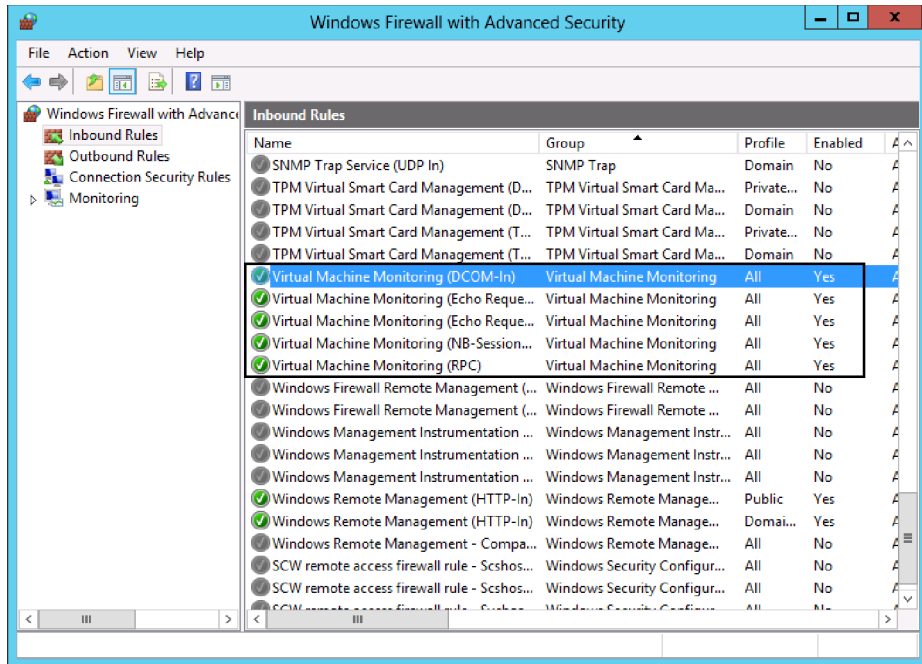 Windows Firewall with Advanced Security
File Action View Help
Windows Firewall with Advance
Inbound Rules
Outbound Rules
Connection Security Rules
Monitoring
Inbound Rules
Name Group Profile Enabled A
SNMP Trap Service (UDP In) SNMP Trap Domain No A
TPM Virtual Smart Card Management (D... TPM Virtual Smart Card Ma... Private... No A
TPM Virtual Smart Card Management (D... TPM Virtual Smart Card Ma... Domain No A
TPM Virtual Smart Card Management (T... TPM Virtual Smart Card Ma... Private... No A
TPM Virtual Smart Card Management (T... TPM Virtual Smart Card Ma... Domain No A
Virtual Machine Monitoring (DCOM-In) Virtual Machine Monitoring All Yes A
Virtual Machine Monitoring (Echo Reque... Virtual Machine Monitoring All Yes A
Virtual Machine Monitoring (Echo Reque... Virtual Machine Monitoring All Yes A
Virtual Machine Monitoring (NB-Session... Virtual Machine Monitoring All Yes A
Virtual Machine Monitoring (RPC) Virtual Machine Monitoring All Yes A
Windows Firewall Remote Management (... Windows Firewall Remote ... All No A
Windows Firewall Remote Management (... Windows Firewall Remote ... All No A
Windows Management Instrumentation ... Windows Management Instr... All No A
Windows Management Instrumentation ... Windows Management Instr... All No A
Windows Management Instrumentation ... Windows Management Instr... All No A
Windows Remote Management (HTTP-In) Windows Remote Manage... Public Yes A
Windows Remote Management (HTTP-In) Windows Remote Manage... Domai... Yes A
Windows Remote Management - Compa... Windows Remote Manage... All No A
SCW remote access firewall rule - Scshos... Windows Security Configur... All No A
SCW remote access firewall rule - Scshos... Windows Security Configur... All No A